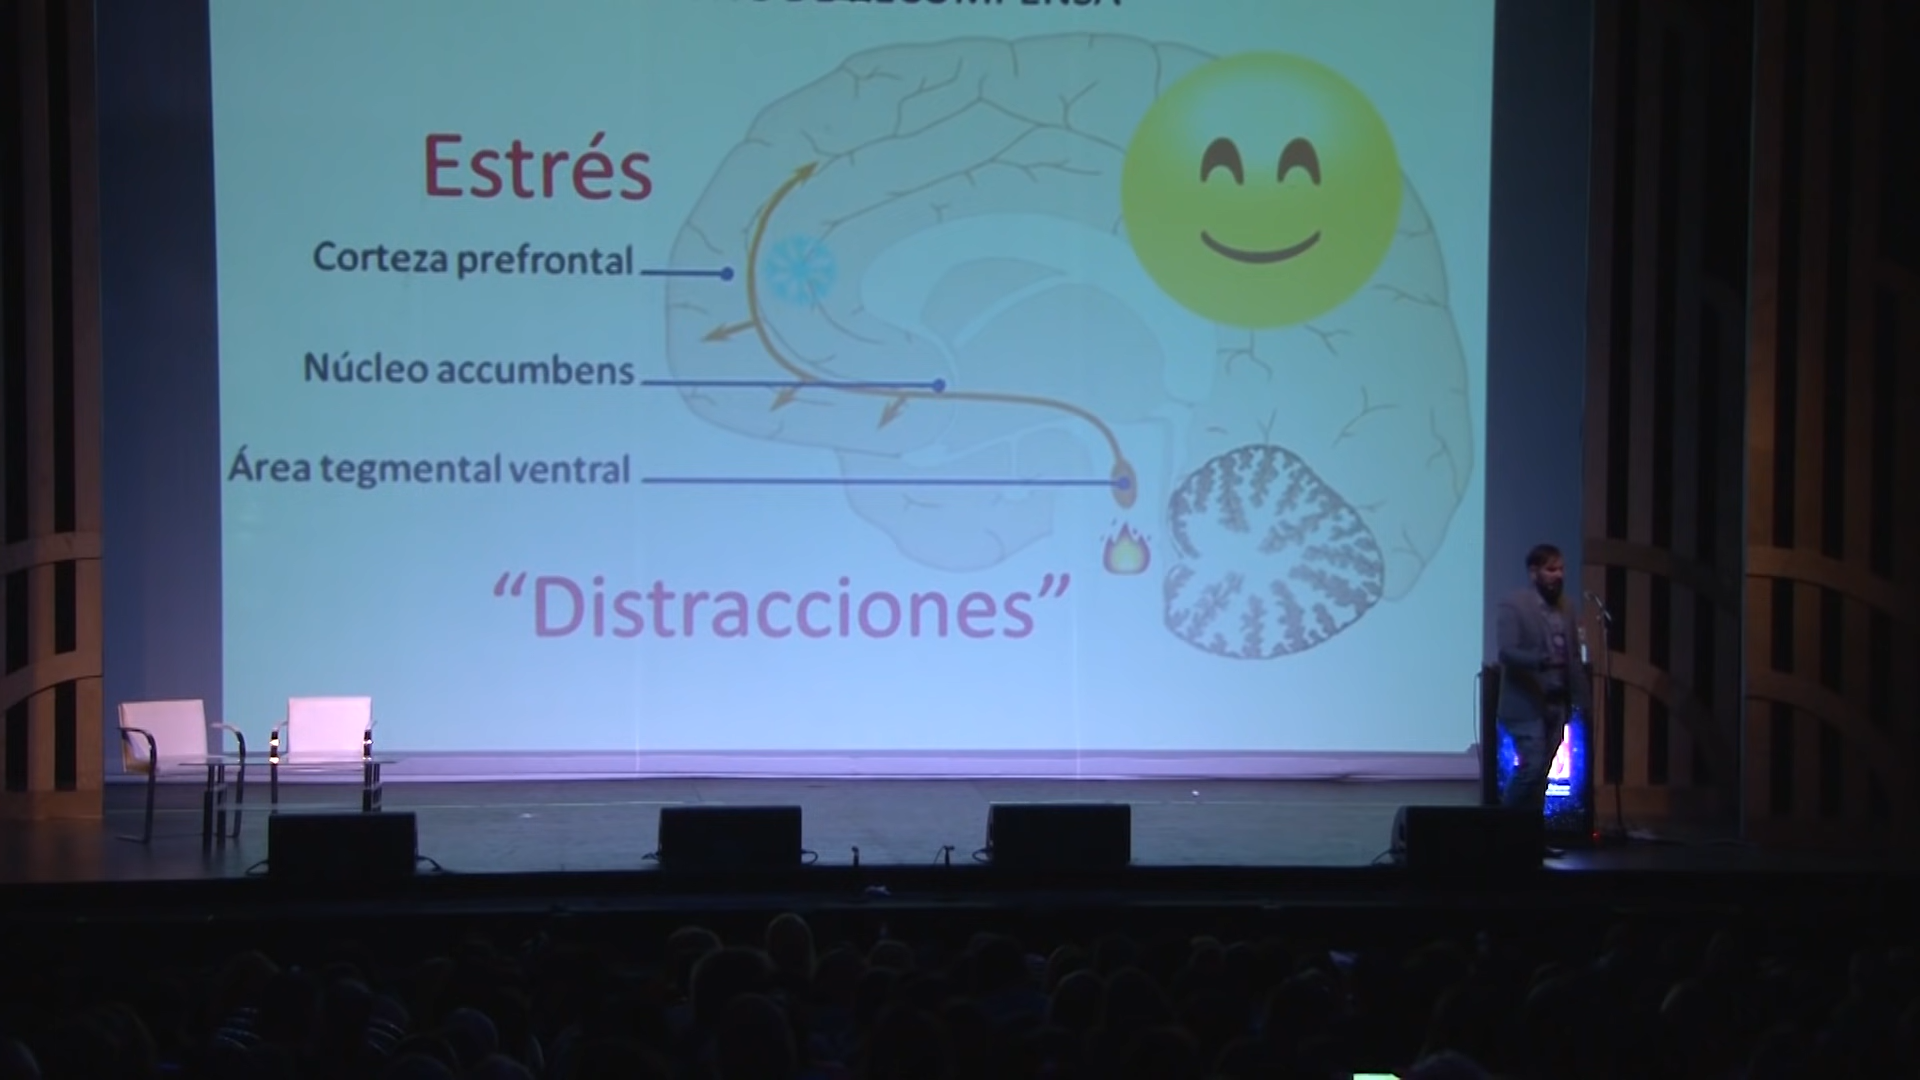 Estrés
Corteza prefrontal
Núcleo accumbens
Área tegmental ventral
“Distracciones”